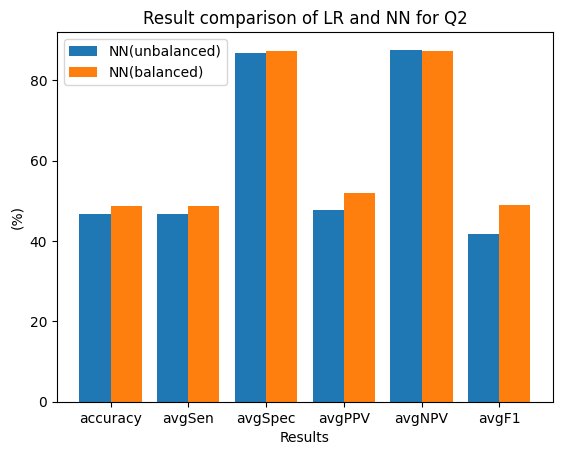 Result comparison of LR and NN for Q2
NN(unbalanced)
NN(balanced)
(%)
80
60
40
20
0
accuracy avgSen avgSpec avgPPV avgNPV avgF1
Results